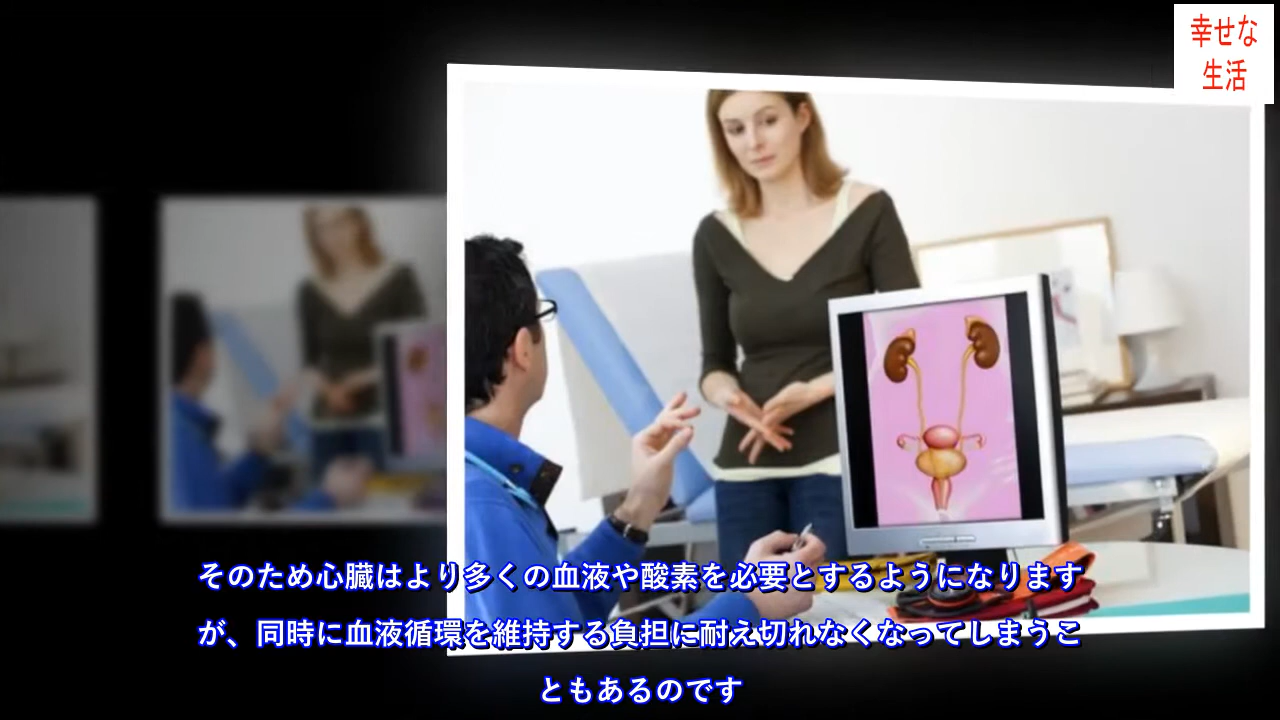 幸せな
生活
そのため心臓はより多くの血液や酸素を必要とするようになります
が、同時に血液循環を維持する負担に耐え切れなくなってしまうこ
ともあるのです